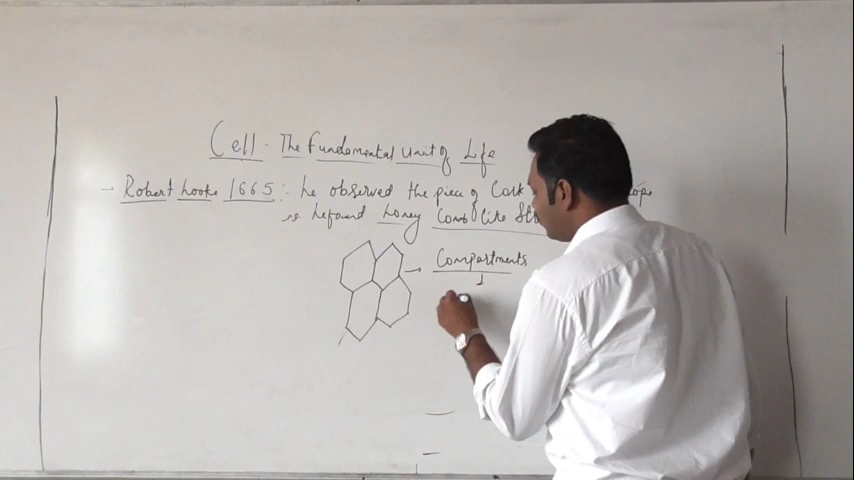 Cell - The Fundamental Unit of Life
- Robert Hooke 1665 : he observed the piece of Cork
ie. he found honey Comb like
Compartments